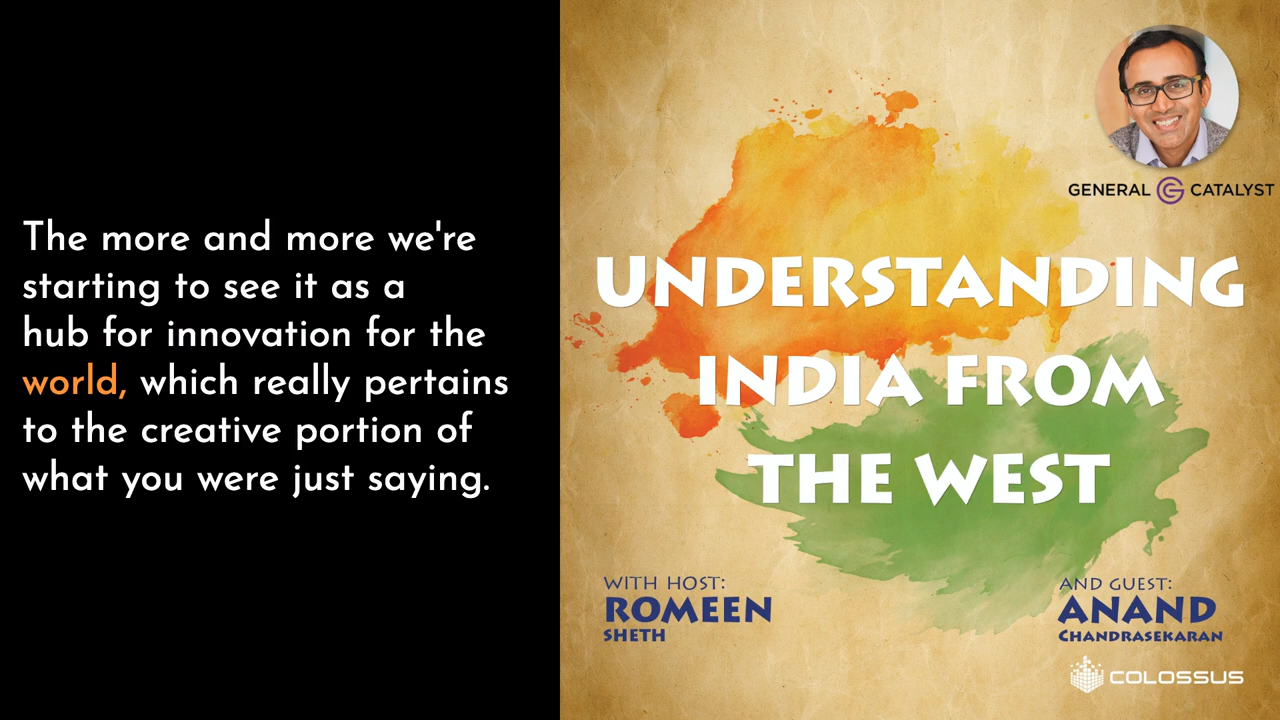 The more and more we're
starting to see it as a
hub for innovation for the
world, which really pertains
to the creative portion of
what you were just saying.
GENERAL CATALYST
UNDERSTANDING
INDIA FROM
THE WEST
WITH HOST:
ROMEEN
SHETH
AND GUEST:
ANAND
CHANDRASEKARAN
COLOSSUS